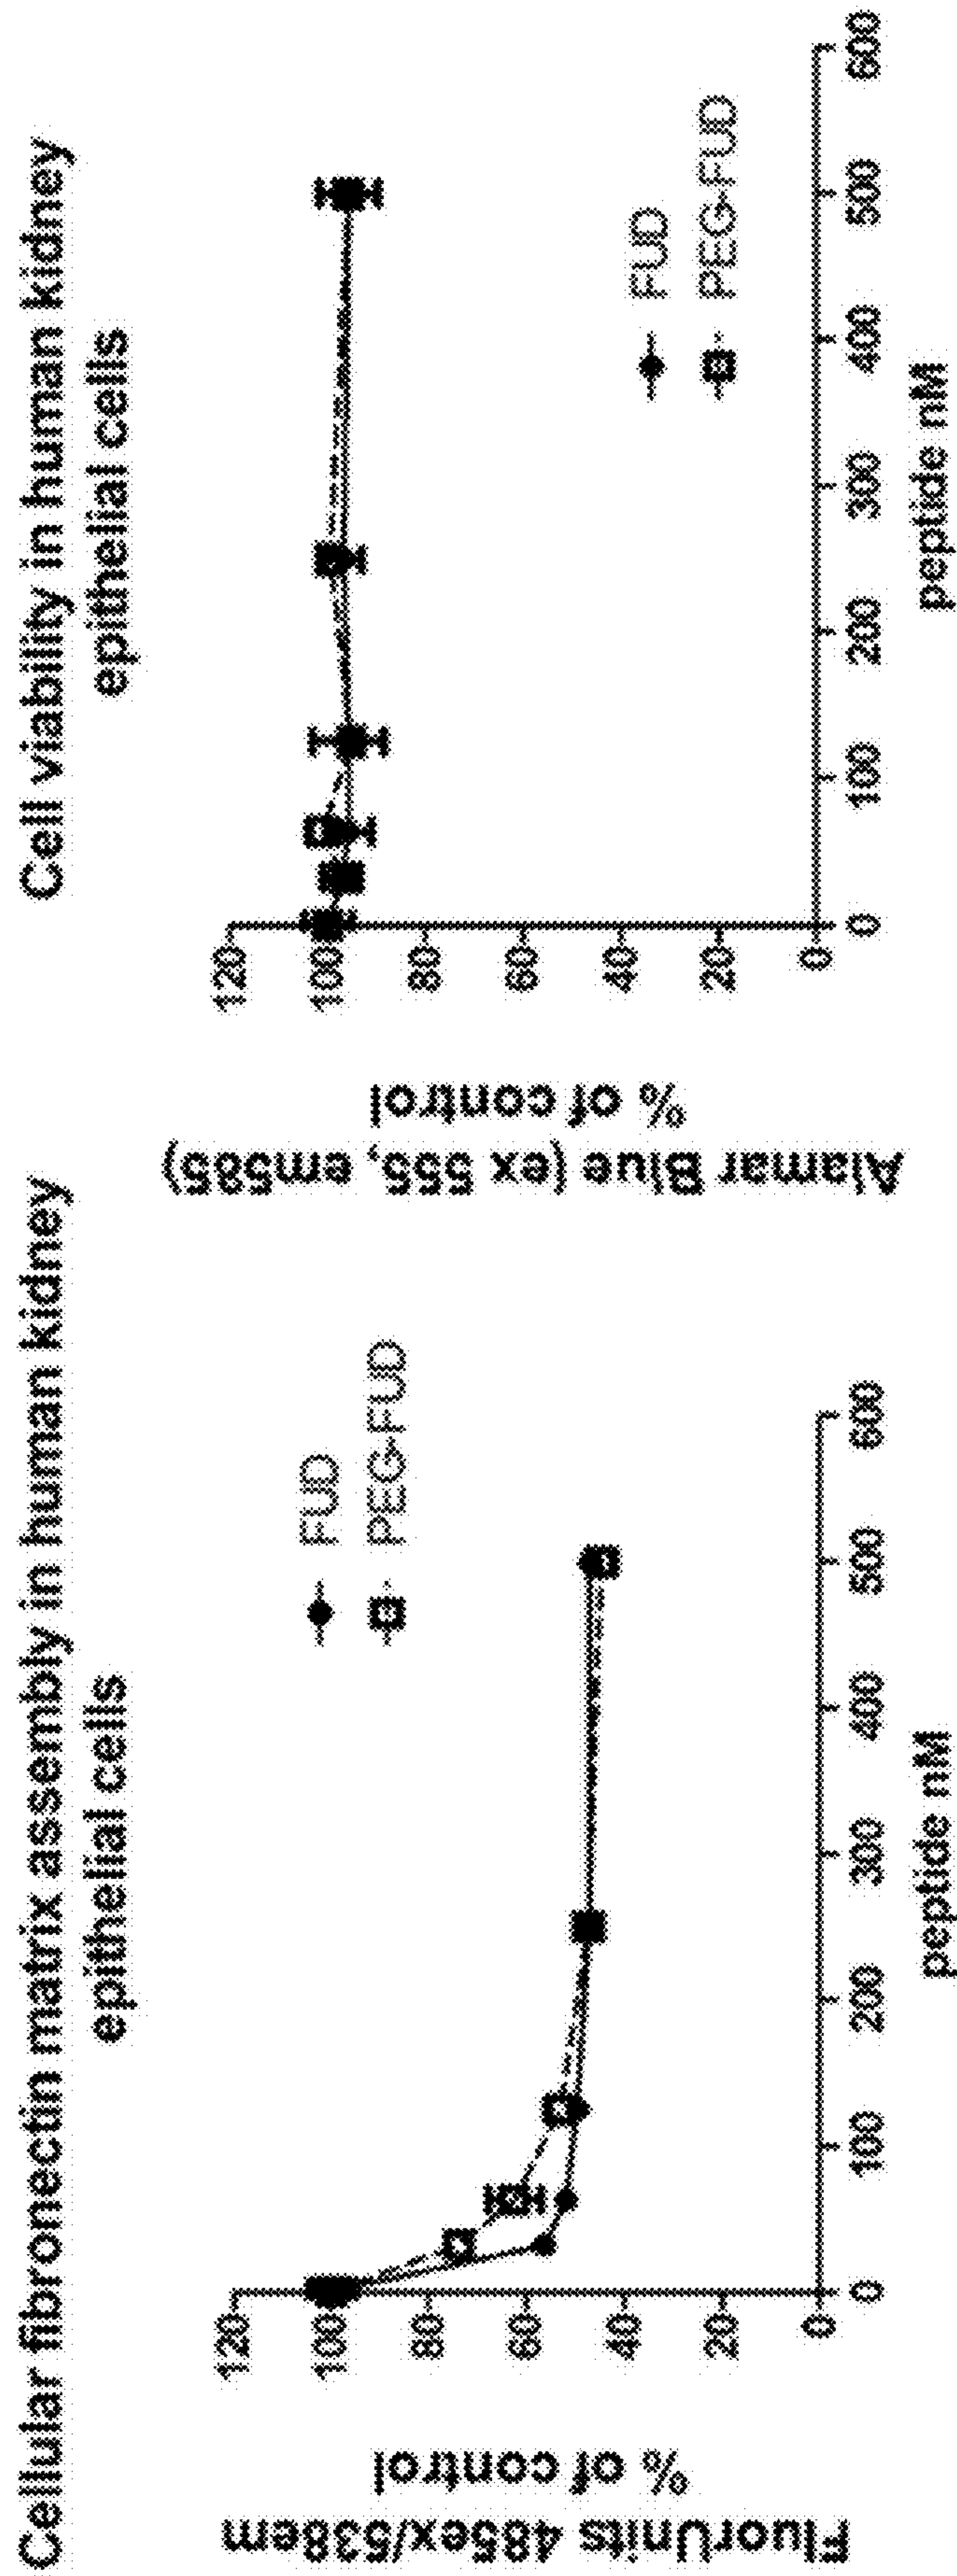 Cellular fibronectin matrix assembly in human kidney
epithelial cells
FluorUnits 485ex/538em
% of control
120
100
80
60
40
20
0
0 100 200 300 400 500 600
peptide nM
FUD
PEG-FUD
Cell viability in human kidney
epithelial cells
Alamar Blue (ex 555, em585)
% of control
120
100
80
60
40
20
0
0 100 200 300 400 500 600
peptide nM
FUD
PEG-FUD